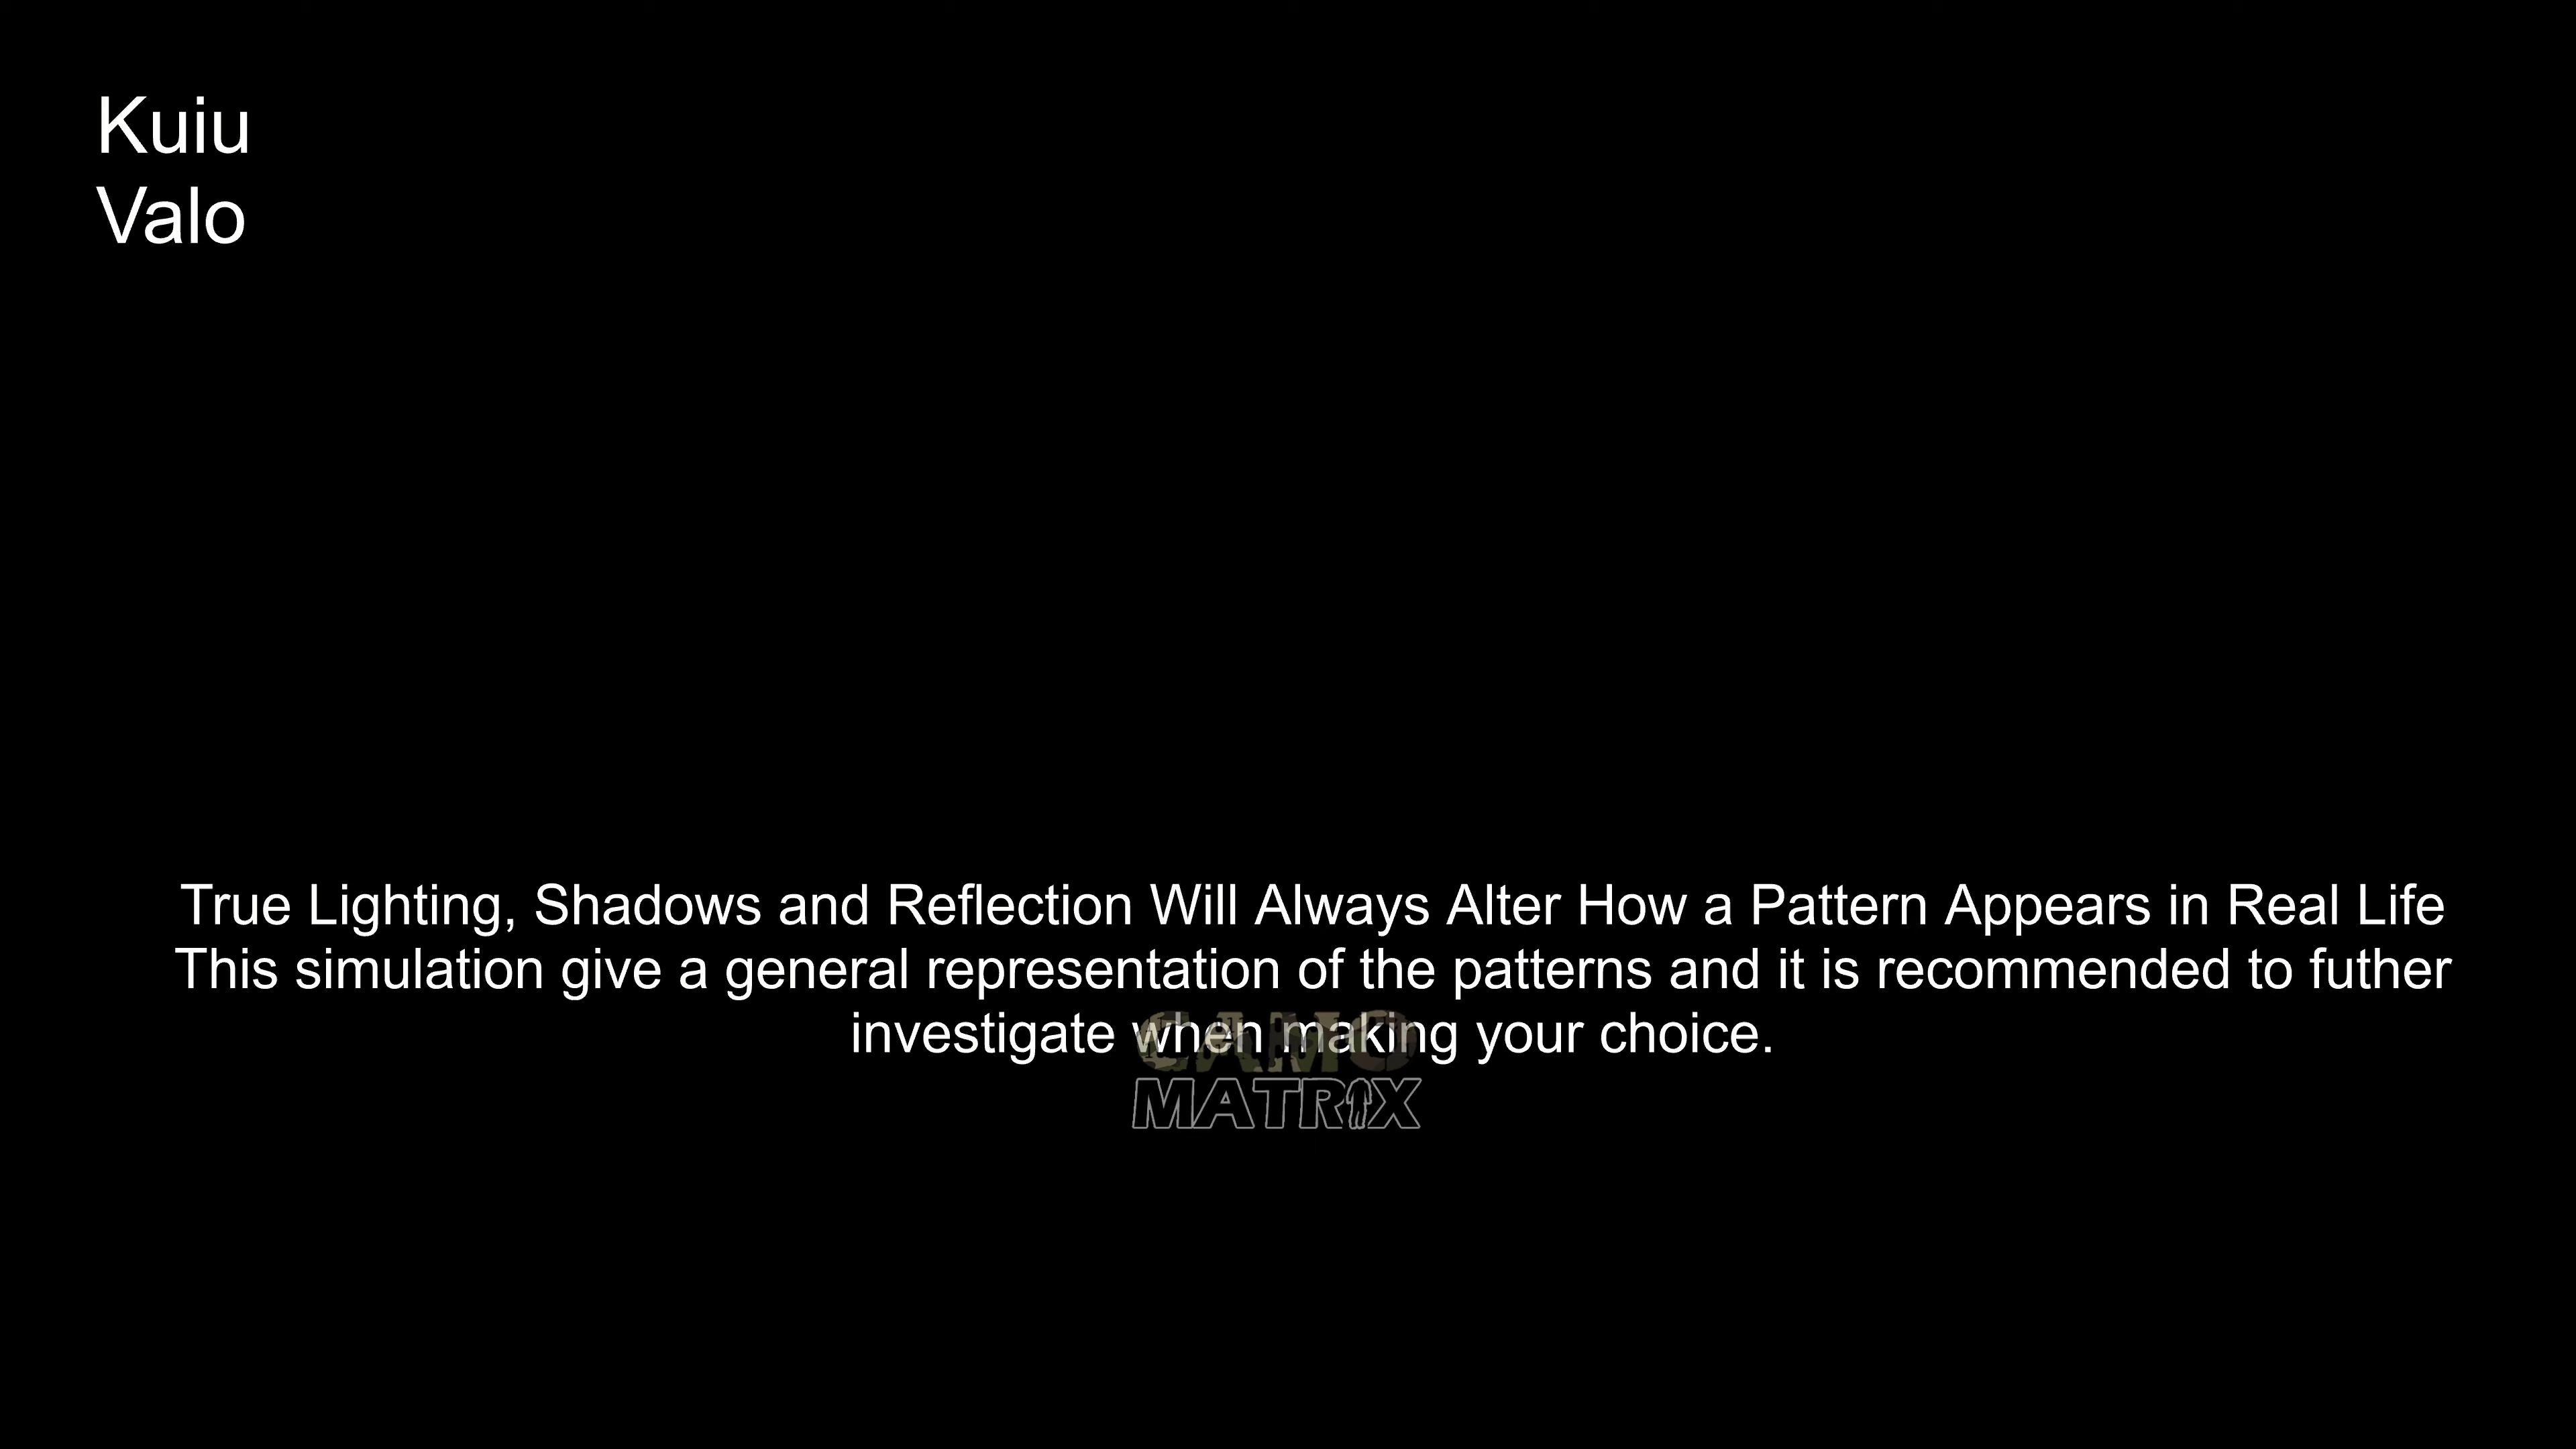 Kuiu
Valo
True Lighting, Shadows and Reflection Will Always Alter How a Pattern Appears in Real Life
This simulation give a general representation of the patterns and it is recommended to futher
investigate when making your choice.
CAMO
MATRIX